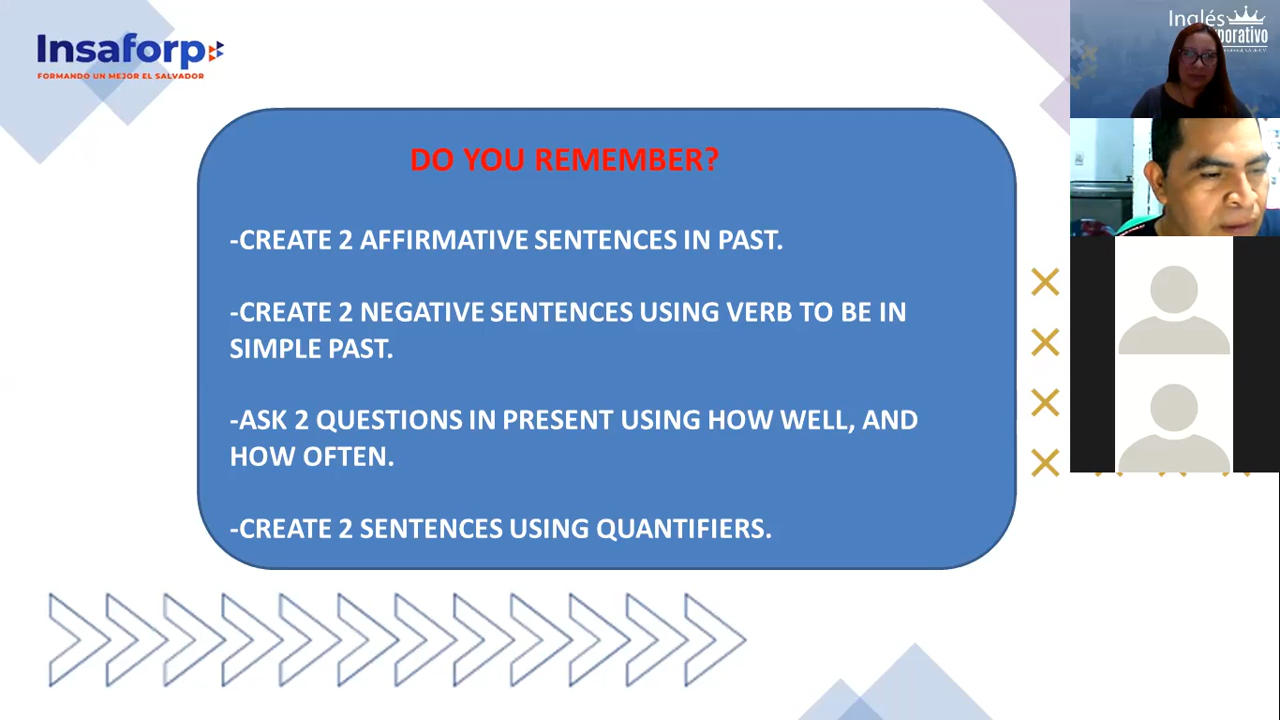 Insaforp
FORMANDO UN MEJOR EL SALVADOR
Inglés
DO YOU REMEMBER?
-CREATE 2 AFFIRMATIVE SENTENCES IN PAST.
-CREATE 2 NEGATIVE SENTENCES USING VERB TO BE IN
SIMPLE PAST.
-ASK 2 QUESTIONS IN PRESENT USING HOW WELL, AND
HOW OFTEN.
-CREATE 2 SENTENCES USING QUANTIFIERS.